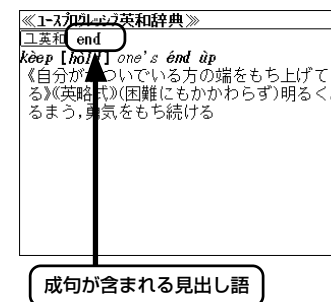 ≪ユースプログレッシブ英和辞典≫
ユ英和 end
kèep [hòld] one's énd ùp
《自分が ついでいる方の端をもち上げて
る》《英略式》(困難にもかかわらず)明るく
るまう,勇気をもち続ける
成句が含まれる見出し語